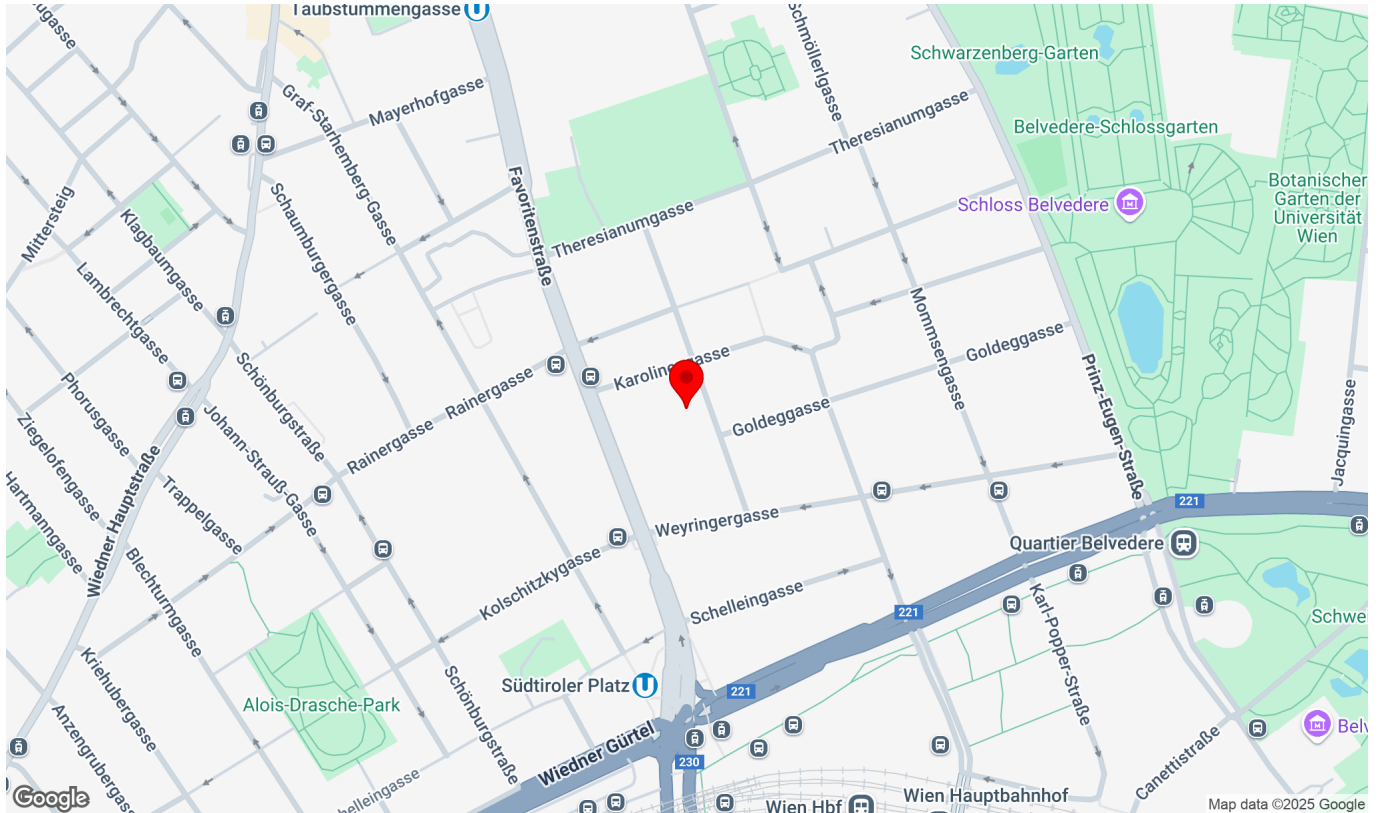 Taubstummengasse
Schmöllerlgasse
Schwarzenberg-Garten
Mayerhofgasse
Graf-Starhemberg-Gasse
Theresianumgasse
Belvedere-Schlossgarten
Favoritenstraße
Botanischer
Garten der
Universität
Wien
Mittersteig
Schloss Belvedere
Klagbaumgasse
Schaumburgergasse
Theresianumgasse
Lambrechtgasse
Mommsengasse
Goldeggasse
Karolinengasse
Schönburgstraße
Rainergasse
Rainergasse
Prinz-Eugen-Straße
Phorusgasse
Johann-Strauß-Gasse
Goldeggasse
Jacquingasse
Ziegelofengasse
Wiedner Hauptstraße
Hartmanngasse
Trappelgasse
221
Weyringergasse
Quartier Belvedere
Blechturmgasse
Kolschitzkygasse
Schelleingasse
221
Karl-Popper-Straße
Kriehubergasse
Schönburgstraße
Südtiroler Platz
221
Alois-Drasche-Park
Anzengrubergasse
Wiedner Gürtel
230
Canettistraße
Wien Hauptbahnhof
Wien Hbf
Google
Map data ©2025 Google